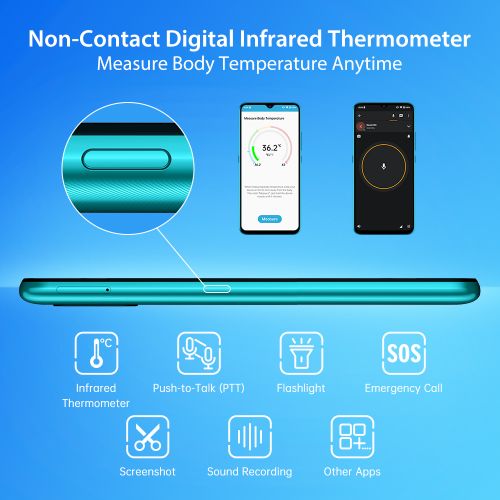 Non-Contact Digital Infrared Thermometer
Measure Body Temperature Anytime
Measure Body Temperature
36.2℃
Measure
°C
SOS
Infrared
Thermometer
Push-to-Talk (PTT)
Flashlight
Emergency Call
Screenshot
Sound Recording
Other Apps